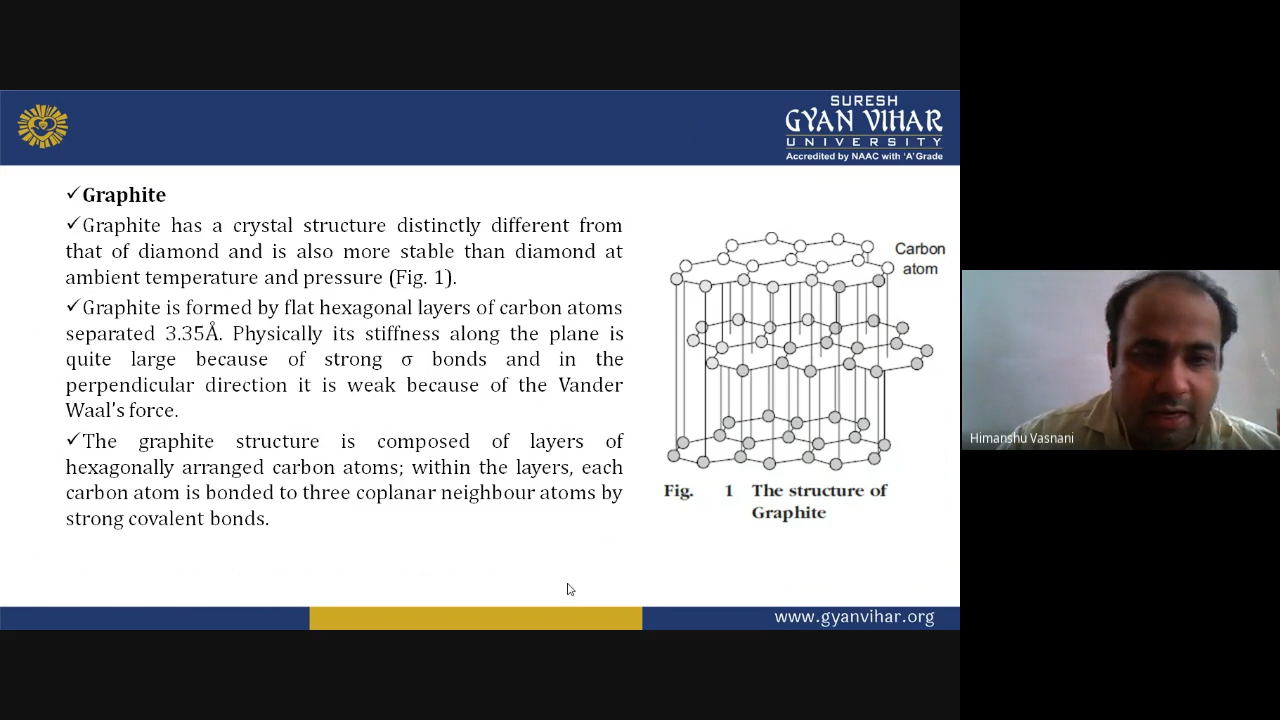 SURESH
GYAN VIHAR
UNIVERSITY
Accredited by NAAC with 'A' Grade
✓Graphite
✓Graphite has a crystal structure distinctly different from
that of diamond and is also more stable than diamond at
ambient temperature and pressure (Fig. 1).
✓Graphite is formed by flat hexagonal layers of carbon atoms
separated 3.35Å. Physically its stiffness along the plane is
quite large because of strong σ bonds and in the
perpendicular direction it is weak because of the Vander
Waal's force.
✓The graphite structure is composed of layers of
hexagonally arranged carbon atoms; within the layers, each
carbon atom is bonded to three coplanar neighbour atoms by
strong covalent bonds.
Carbon
atom
Fig. 1 The structure of
Graphite
Himanshu Vasnani
www.gyanvihar.org